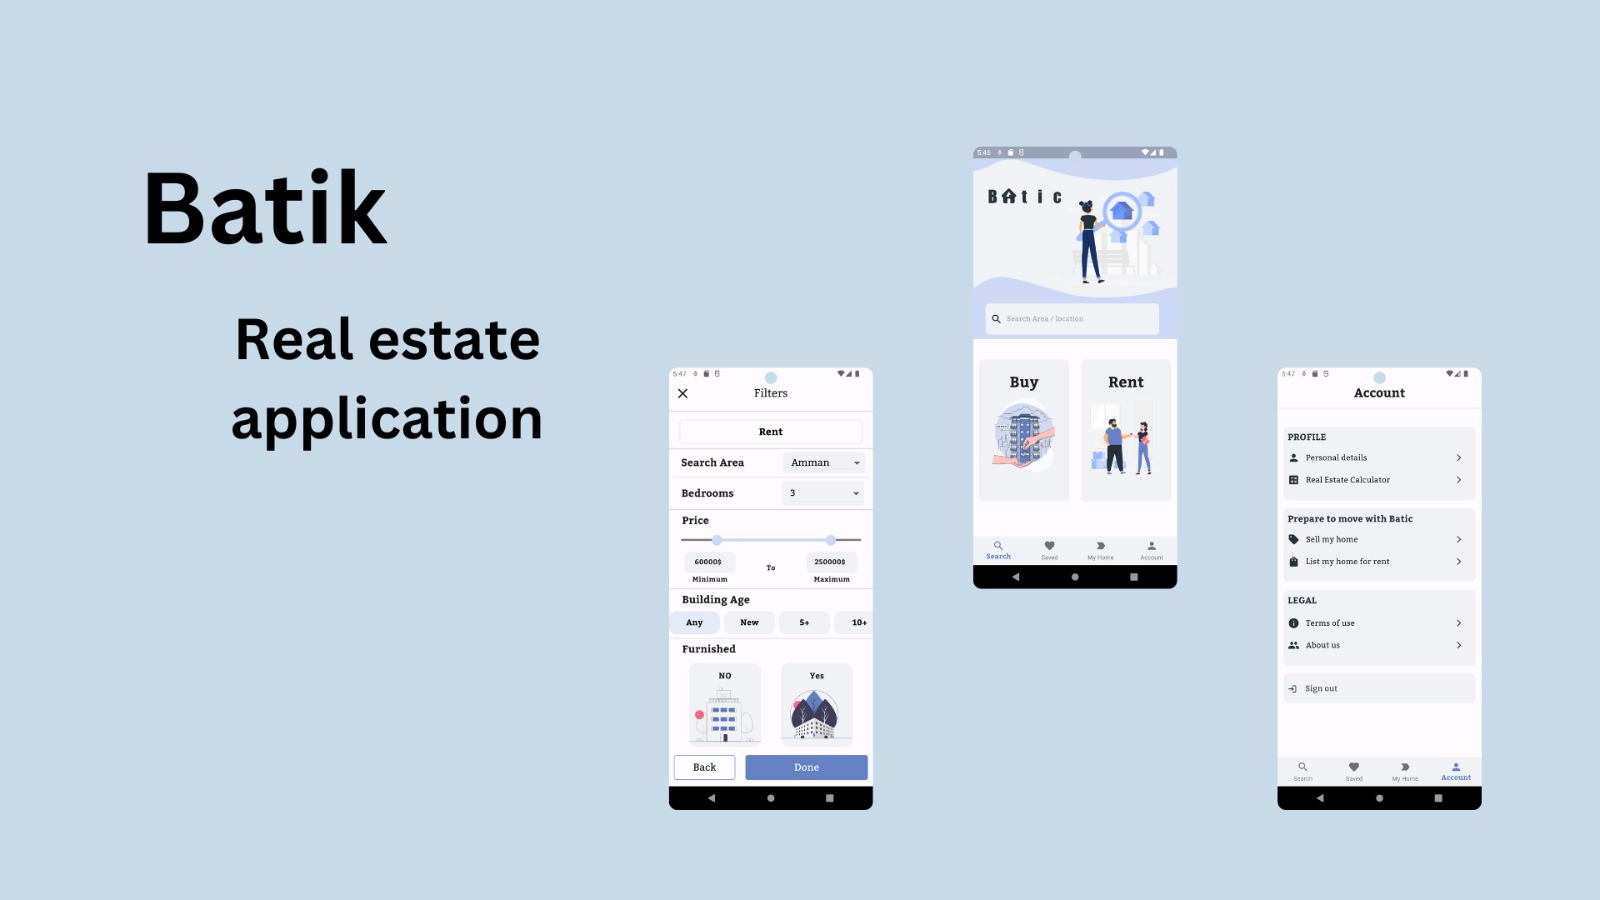 Batik
Real estate
application
5:47
Filters
Rent
Search Area
Amman
Bedrooms
3
Price
60000$
To
250000$
Minimum
Maximum
Building Age
Any
New
5+
10+
Furnished
NO
Yes
Back
Done
5:45
Batic
Search Area / location
Buy
Rent
Search
Saved
My Home
Account
5:47
Account
PROFILE
Personal details
Real Estate Calculator
Prepare to move with Batic
Sell my home
List my home for rent
LEGAL
Terms of use
About us
Sign out
Search
Saved
My Home
Account